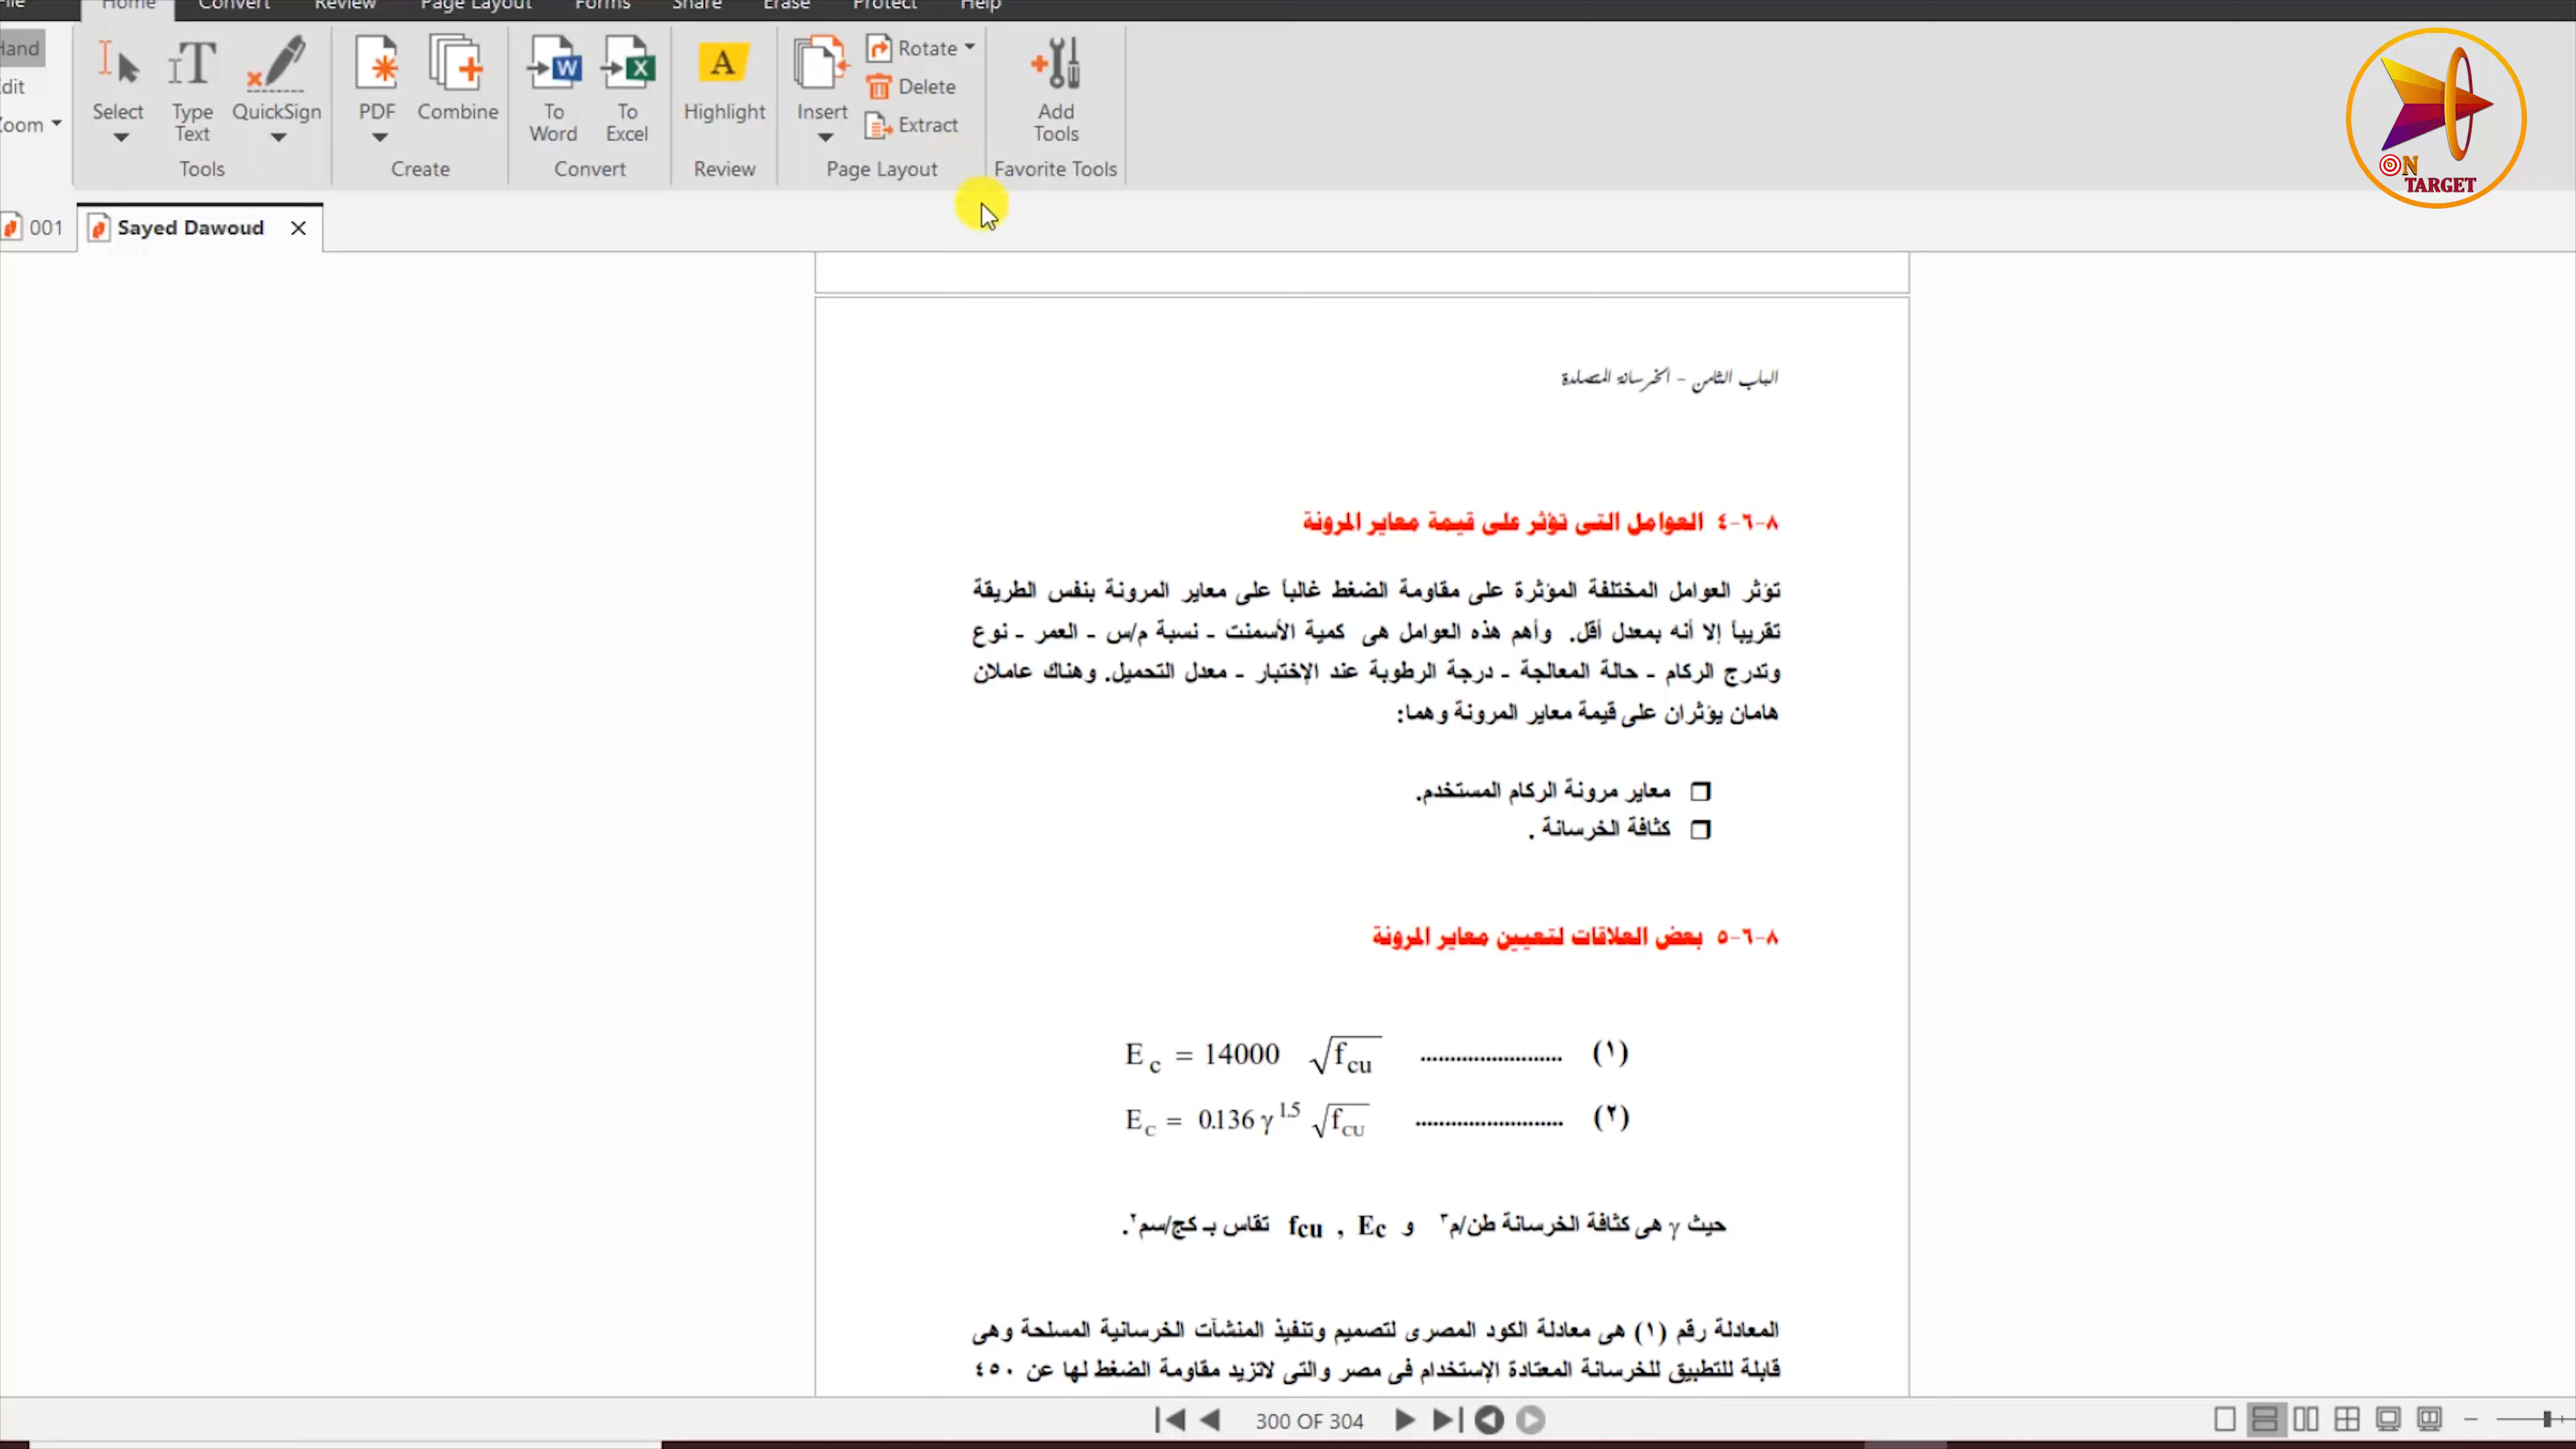 Home Convert Review Page Layout Forms Share Erase Protect Help
Hand
Edit
Zoom
Select
Type Text
QuickSign
Tools
PDF
Combine
Create
To Word
To Excel
Convert
Highlight
Review
Insert
Rotate
Delete
Extract
Page Layout
Add Tools
Favorite Tools
ON
TARGET
001
Sayed Dawoud
الباب الثامن - الخرسانة المتصلدة
٨-٦-٤ العوامل التى تؤثر على قيمة معاير المرونة
تؤثر العوامل المختلفة المؤثرة على مقاومة الضغط غالباً على معاير المرونة بنفس الطريقة
تقريباً إلا أنه بمعدل أقل. وأهم هذه العوامل هى كمية الأسمنت - نسبة م/س - العمر - نوع
وتدرج الركام - حالة المعالجة - درجة الرطوبة عند الإختبار - معدل التحميل. وهناك عاملان
هامان يؤثران على قيمة معاير المرونة وهما:
❒ معاير مرونة الركام المستخدم.
❒ كثافة الخرسانة .
٨-٦-٥ بعض العلاقات لتعيين معاير المرونة
E c = 14000 √f cu ........................ (١)
E C = 0.136 γ 1.5 √f CU ......................... (٢)
حيث γ هى كثافة الخرسانة طن/م٣ و fcu , Ec تقاس بـ كج/سم٢.
المعادلة رقم (١) هى معادلة الكود المصرى لتصميم وتنفيذ المنشآت الخرسانية المسلحة وهى
قابلة للتطبيق للخرسانة المعتادة الإستخدام فى مصر والتى لاتزيد مقاومة الضغط لها عن ٤٥٠
300 OF 304